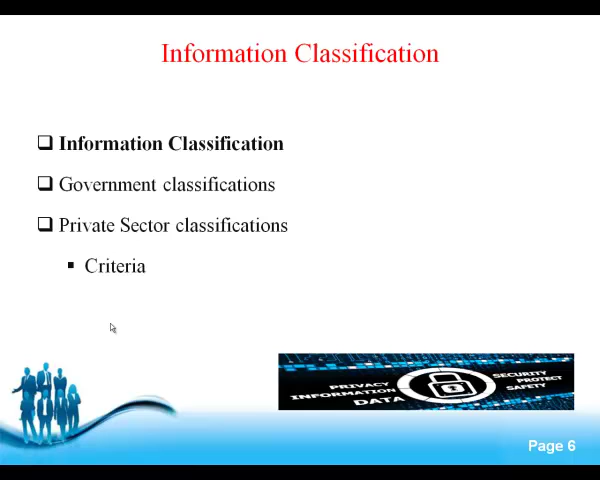 Information Classification
❑ Information Classification
❑ Government classifications
❑ Private Sector classifications
▪ Criteria
PRIVACY
INFORMATION
DATA
SECURITY
PROTECT
SAFETY
Page 6